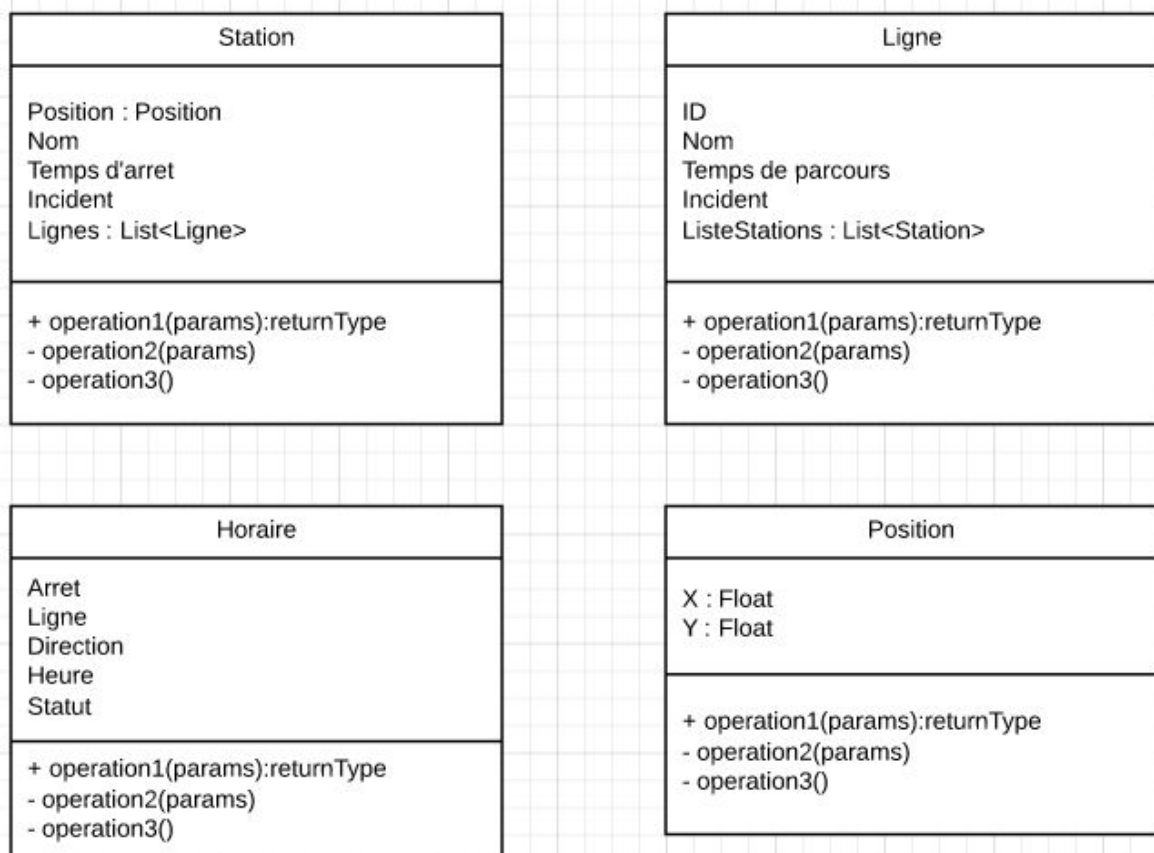 Station
Position : Position
Nom
Temps d'arret
Incident
Lignes : List<Ligne>
+ operation1(params):returnType
- operation2(params)
- operation3()
Ligne
ID
Nom
Temps de parcours
Incident
ListeStations : List<Station>
+ operation1(params):returnType
- operation2(params)
- operation3()
Horaire
Arret
Ligne
Direction
Heure
Statut
+ operation1(params):returnType
- operation2(params)
- operation3()
Position
X : Float
Y : Float
+ operation1(params):returnType
- operation2(params)
- operation3()